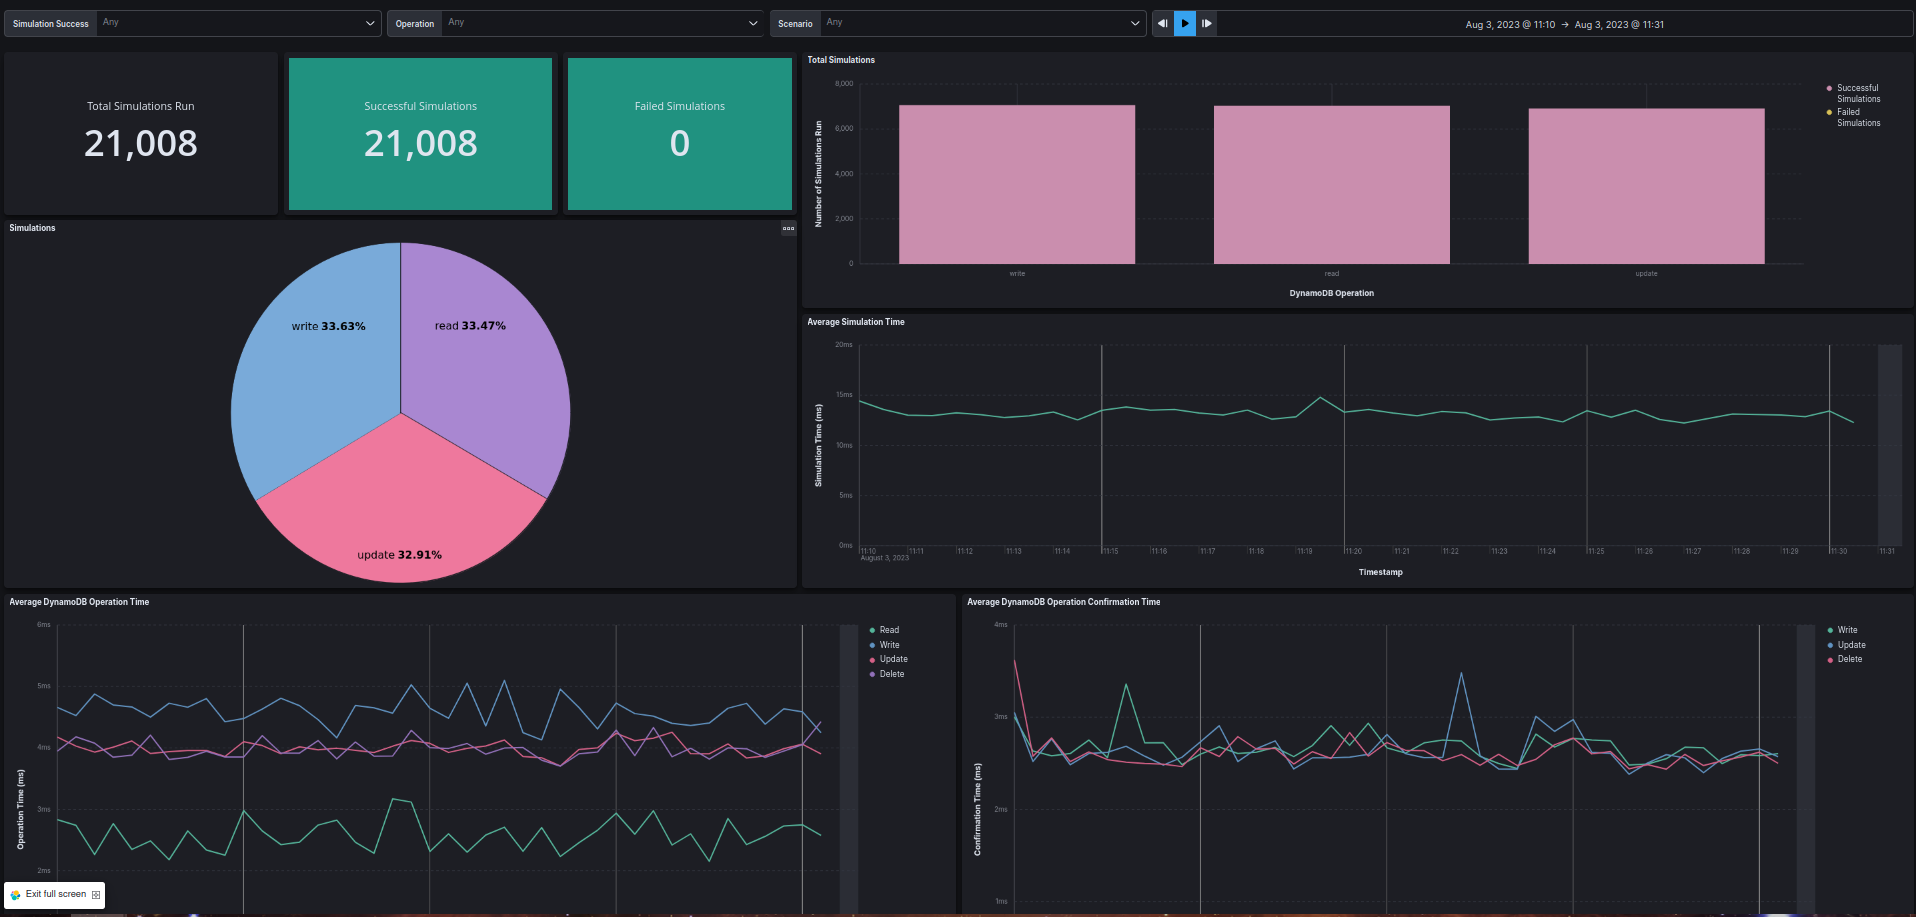 Simulation Success Any
Operation Any
Scenario Any
Aug 3, 2023 @ 11:10 → Aug 3, 2023 @ 11:31
Total Simulations Run
21,008
Successful Simulations
21,008
Failed Simulations
0
Total Simulations
8,000
6,000
4,000
2,000
0
Number of Simulations Run
write read update
DynamoDB Operation
Successful
Simulations
Failed
Simulations
Simulations
write 33.63%
read 33.47%
update 32.91%
Average Simulation Time
20ms
15ms
10ms
5ms
0ms
Simulation Time (ms)
11:10 11:11 11:12 11:13 11:14 11:15 11:16 11:17 11:18 11:19 11:20 11:21 11:22 11:23 11:24 11:25 11:26 11:27 11:28 11:29 11:30 11:31
August 3, 2023
Timestamp
Average DynamoDB Operation Time
6ms
5ms
4ms
3ms
2ms
Operation Time (ms)
Read
Write
Update
Delete
Average DynamoDB Operation Confirmation Time
4ms
3ms
2ms
1ms
Confirmation Time (ms)
Write
Update
Delete
Exit full screen